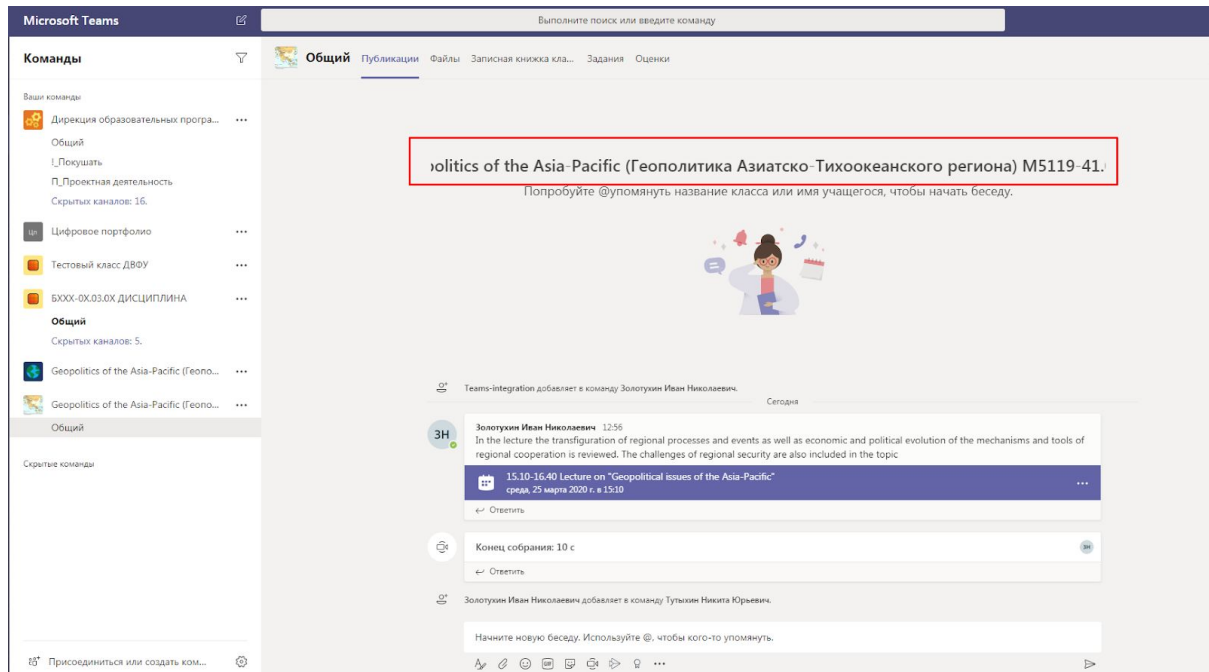 Microsoft Teams
Выполните поиск или введите команду
Команды
Общий Публикации Файлы Записная книжка кла... Задания Оценки
Ваши команды
Дирекция образовательных програ...
Общий
!_Покушать
П_Проектная деятельность
Скрытых каналов: 16.
Цп Цифровое портфолио
Тестовый класс ДВФУ
БХХХ-0Х.03.0Х ДИСЦИПЛИНА
Общий
Скрытых каналов: 5.
Geopolitics of the Asia-Pacific (Геопо...
Geopolitics of the Asia-Pacific (Геопо...
Общий
Скрытые команды
Присоединиться или создать ком...
politics of the Asia-Pacific (Геополитика Азиатско-Тихоокеанского региона) М5119-41.
Попробуйте @упомянуть название класса или имя учащегося, чтобы начать беседу.
Teams-integration добавляет в команду Золотухин Иван Николаевич.
Сегодня
ЗН
Золотухин Иван Николаевич 12:56
In the lecture the transfiguration of regional processes and events as well as economic and political evolution of the mechanisms and tools of
regional cooperation is reviewed. The challenges of regional security are also included in the topic
15.10-16.40 Lecture on "Geopolitical issues of the Asia-Pacific"
среда, 25 марта 2020 г. в 15:10
Ответить
Конец собрания: 10 с
ЗН
Ответить
Золотухин Иван Николаевич добавляет в команду Тутыхин Никита Юрьевич.
Начните новую беседу. Используйте @, чтобы кого-то упомянуть.
GIF